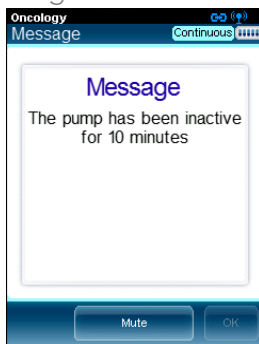 Oncology
Message
Continuous
Message
The pump has been inactive
for 10 minutes
Mute
OK